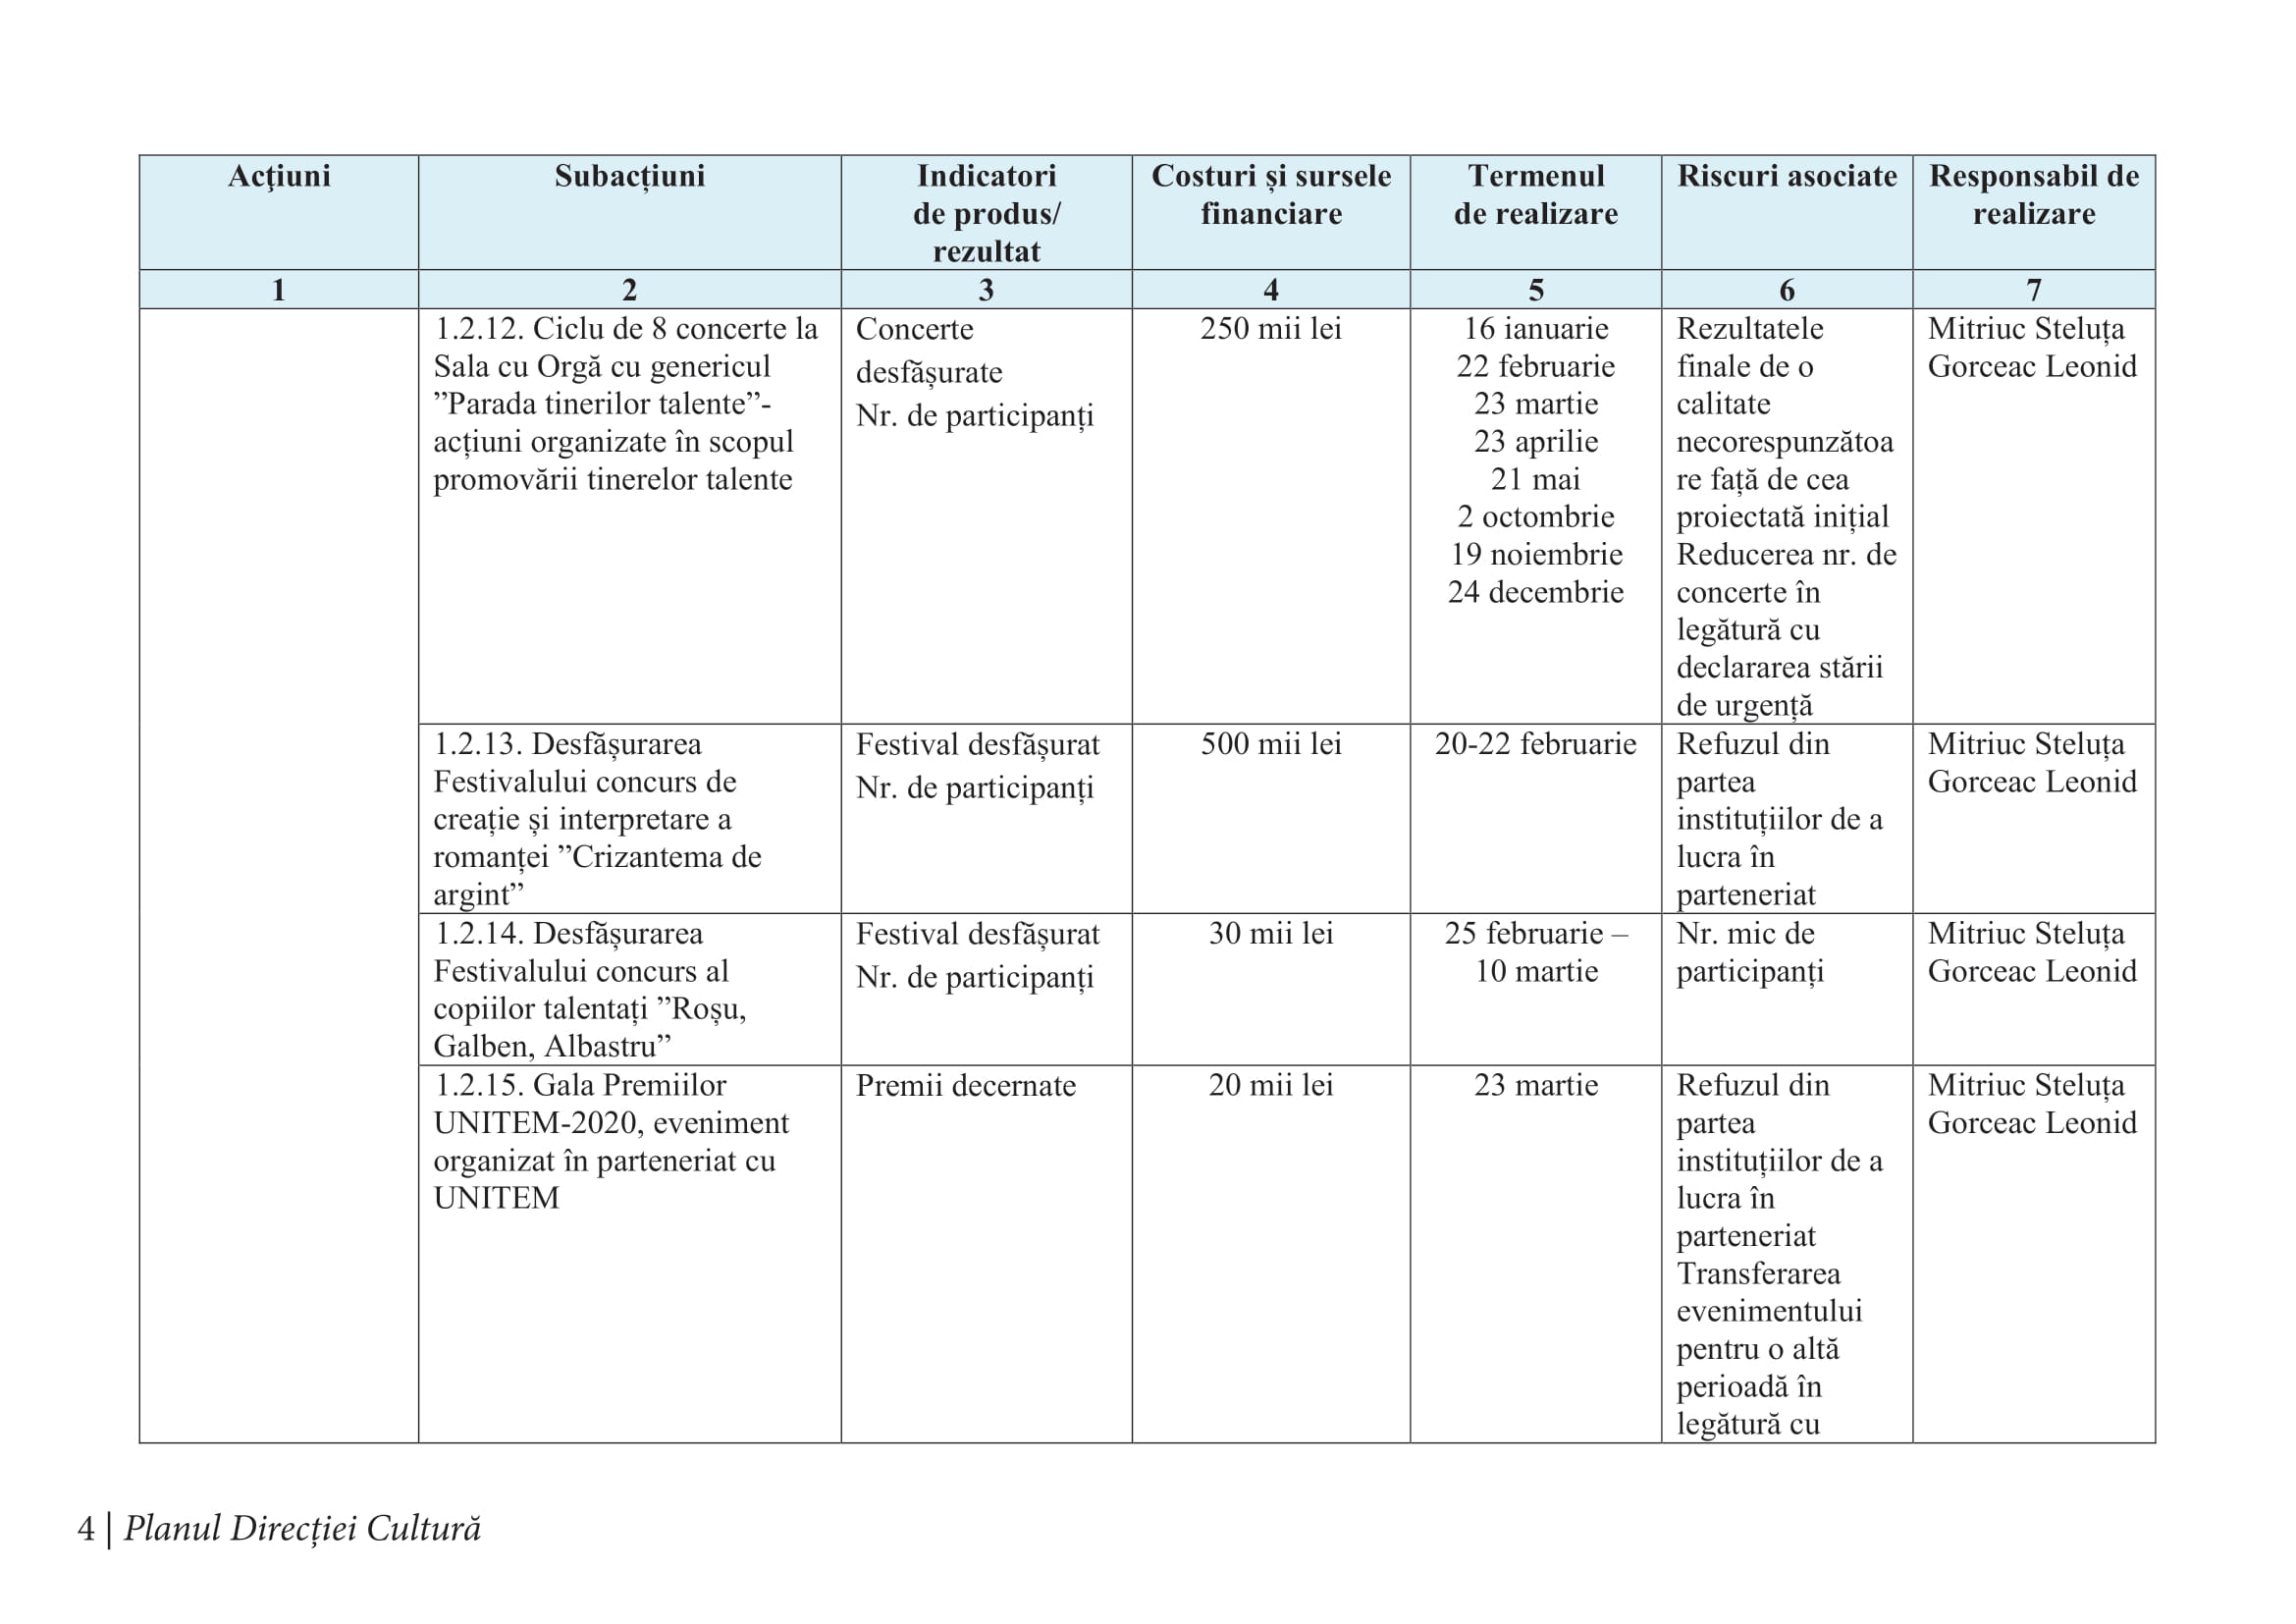 Acţiuni
Subacțiuni
Indicatori
de produs/
rezultat
Costuri și sursele
financiare
Termenul
de realizare
Riscuri asociate
Responsabil de
realizare
1
2
3
4
5
6
7
1.2.12. Ciclu de 8 concerte la
Sala cu Orgă cu genericul
”Parada tinerilor talente”-
acțiuni organizate în scopul
promovării tinerelor talente
Concerte
desfășurate
Nr. de participanți
250 mii lei
16 ianuarie
22 februarie
23 martie
23 aprilie
21 mai
2 octombrie
19 noiembrie
24 decembrie
Rezultatele
finale de o
calitate
necorespunzătoa
re față de cea
proiectată inițial
Reducerea nr. de
concerte în
legătură cu
declararea stării
de urgență
Mitriuc Steluța
Gorceac Leonid
1.2.13. Desfășurarea
Festivalului concurs de
creație și interpretare a
romanței ”Crizantema de
argint”
Festival desfășurat
Nr. de participanți
500 mii lei
20-22 februarie
Refuzul din
partea
instituțiilor de a
lucra în
parteneriat
Mitriuc Steluța
Gorceac Leonid
1.2.14. Desfășurarea
Festivalului concurs al
copiilor talentați ”Roșu,
Galben, Albastru”
Festival desfășurat
Nr. de participanți
30 mii lei
25 februarie –
10 martie
Nr. mic de
participanți
Mitriuc Steluța
Gorceac Leonid
1.2.15. Gala Premiilor
UNITEM-2020, eveniment
organizat în parteneriat cu
UNITEM
Premii decernate
20 mii lei
23 martie
Refuzul din
partea
instituțiilor de a
lucra în
parteneriat
Transferarea
evenimentului
pentru o altă
perioadă în
legătură cu
Mitriuc Steluța
Gorceac Leonid
4 | Planul Direcției Cultură